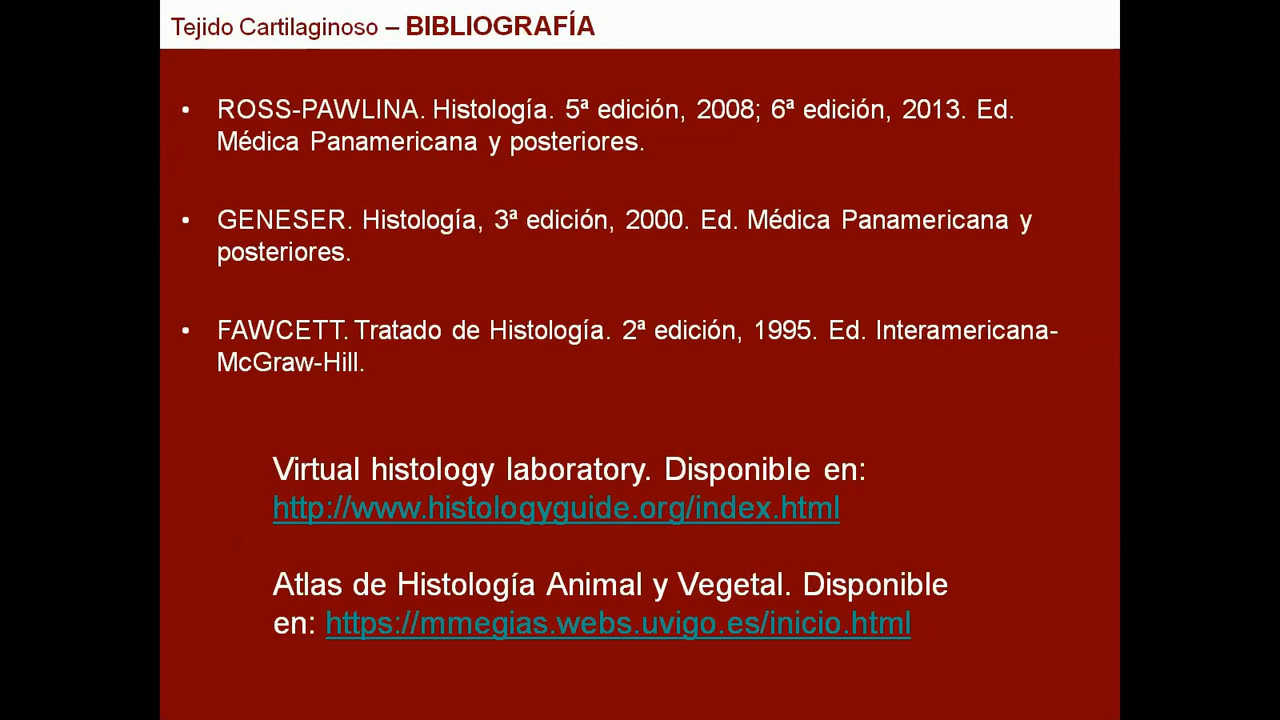 Tejido Cartilaginoso – BIBLIOGRAFÍA
• ROSS-PAWLINA. Histología. 5ª edición, 2008; 6ª edición, 2013. Ed.
Médica Panamericana y posteriores.
• GENESER. Histología, 3ª edición, 2000. Ed. Médica Panamericana y
posteriores.
• FAWCETT. Tratado de Histología. 2ª edición, 1995. Ed. Interamericana-
McGraw-Hill.
Virtual histology laboratory. Disponible en:
http://www.histologyguide.org/index.html
Atlas de Histología Animal y Vegetal. Disponible
en: https://mmegias.webs.uvigo.es/inicio.html